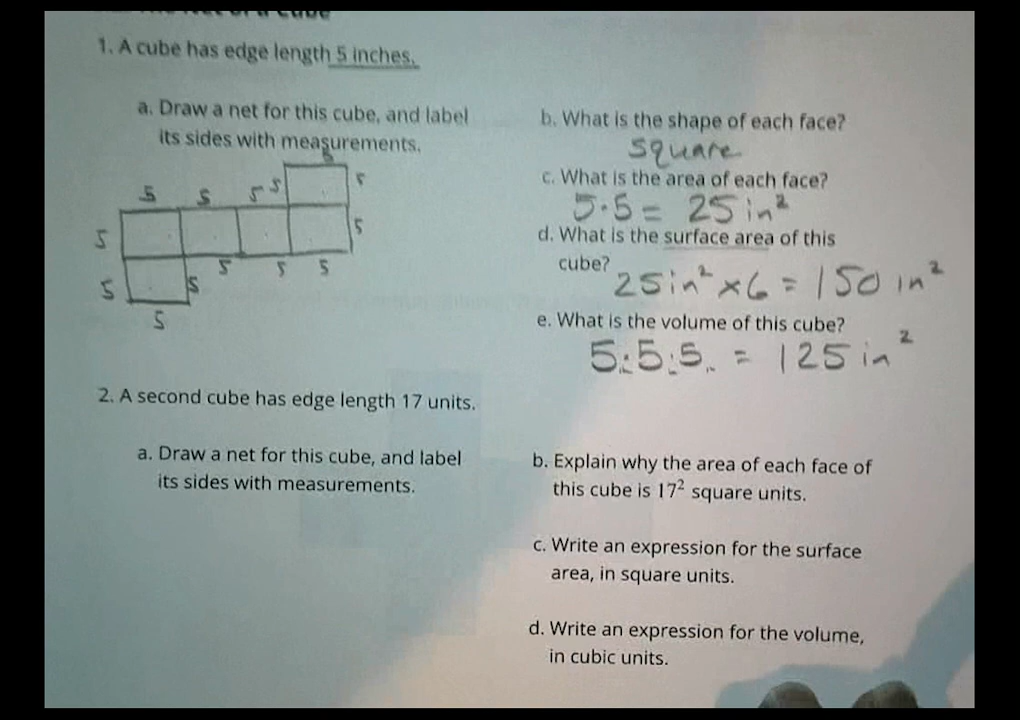 The Net of a Cube
1. A cube has edge length 5 inches.
a. Draw a net for this cube, and label
its sides with measurements.
5
5 5 5 5 5
5 5
5 5 5
5 5
5
b. What is the shape of each face?
square
c. What is the area of each face?
5·5 = 25 in²
d. What is the surface area of this
cube?
25in² x6 = 150 in²
e. What is the volume of this cube?
5·5·5 = 125 in²
2. A second cube has edge length 17 units.
a. Draw a net for this cube, and label
its sides with measurements.
b. Explain why the area of each face of
this cube is 17² square units.
c. Write an expression for the surface
area, in square units.
d. Write an expression for the volume,
in cubic units.